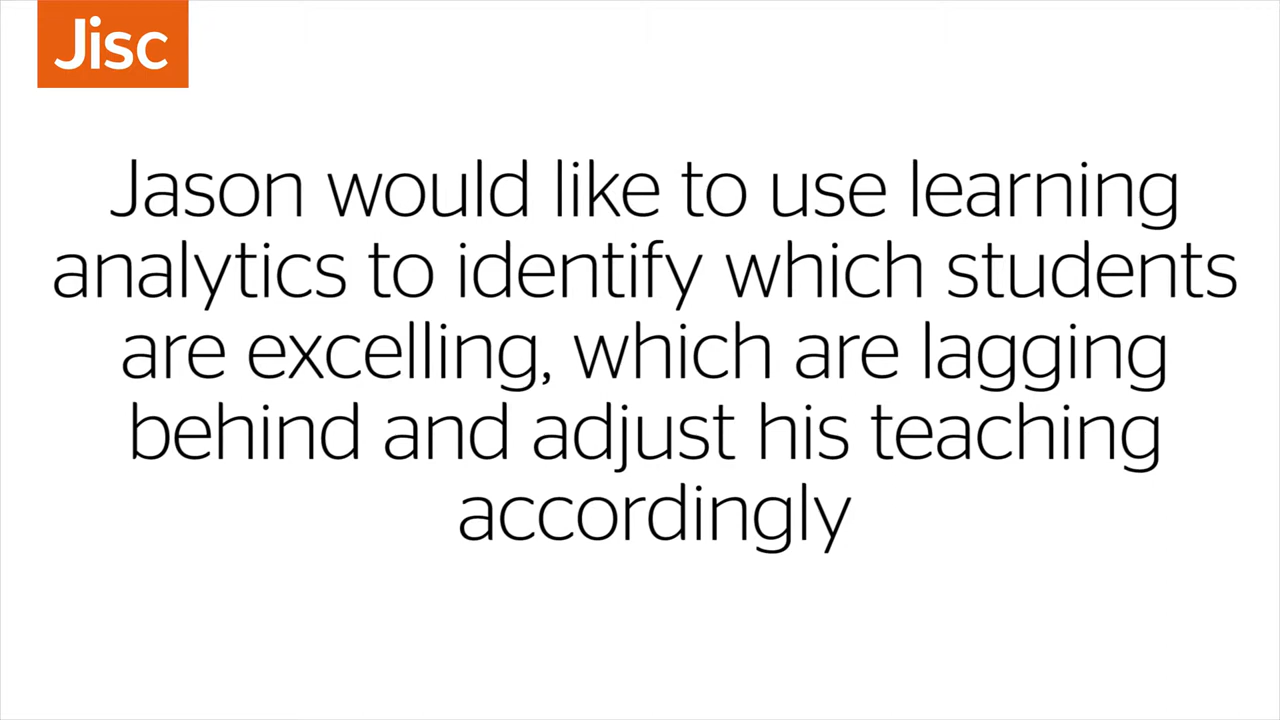 Jisc
Jason would like to use learning
analytics to identify which students
are excelling, which are lagging
behind and adjust his teaching
accordingly